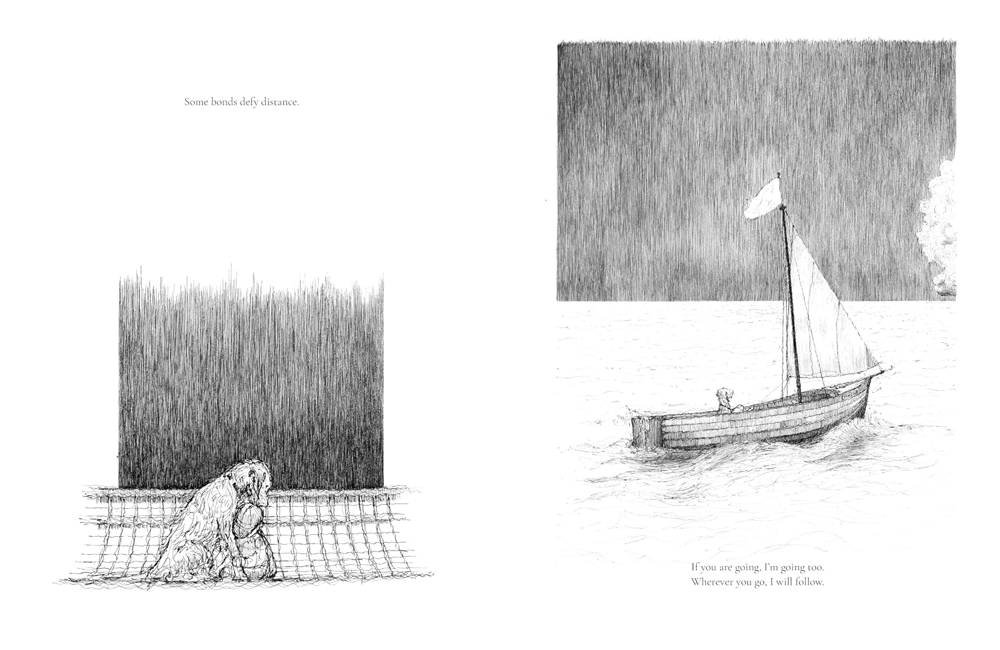 Some bonds defy distance.
If you are going, I'm going too.
Wherever you go, I will follow.